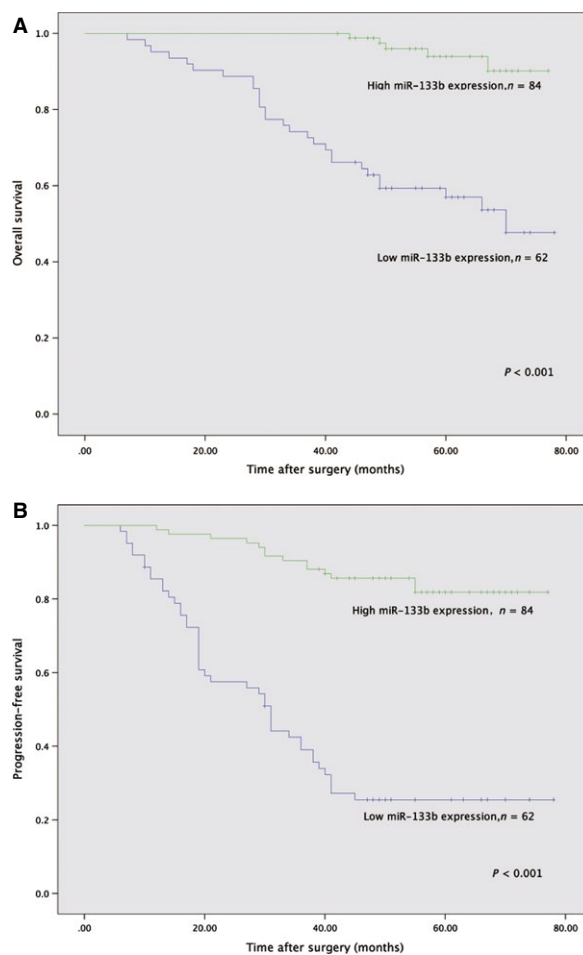 A
1.0
0.8
0.6
0.4
0.2
0.0
Overall survival
High miR-133b expression, n = 84
Low miR-133b expression, n = 62
P < 0.001
.00 20.00 40.00 60.00 80.00
Time after surgery (months)
B
1.0
0.8
0.6
0.4
0.2
0.0
Progression-free survival
High miR-133b expression, n = 84
Low miR-133b expression, n = 62
P < 0.001
.00 20.00 40.00 60.00 80.00
Time after surgery (months)